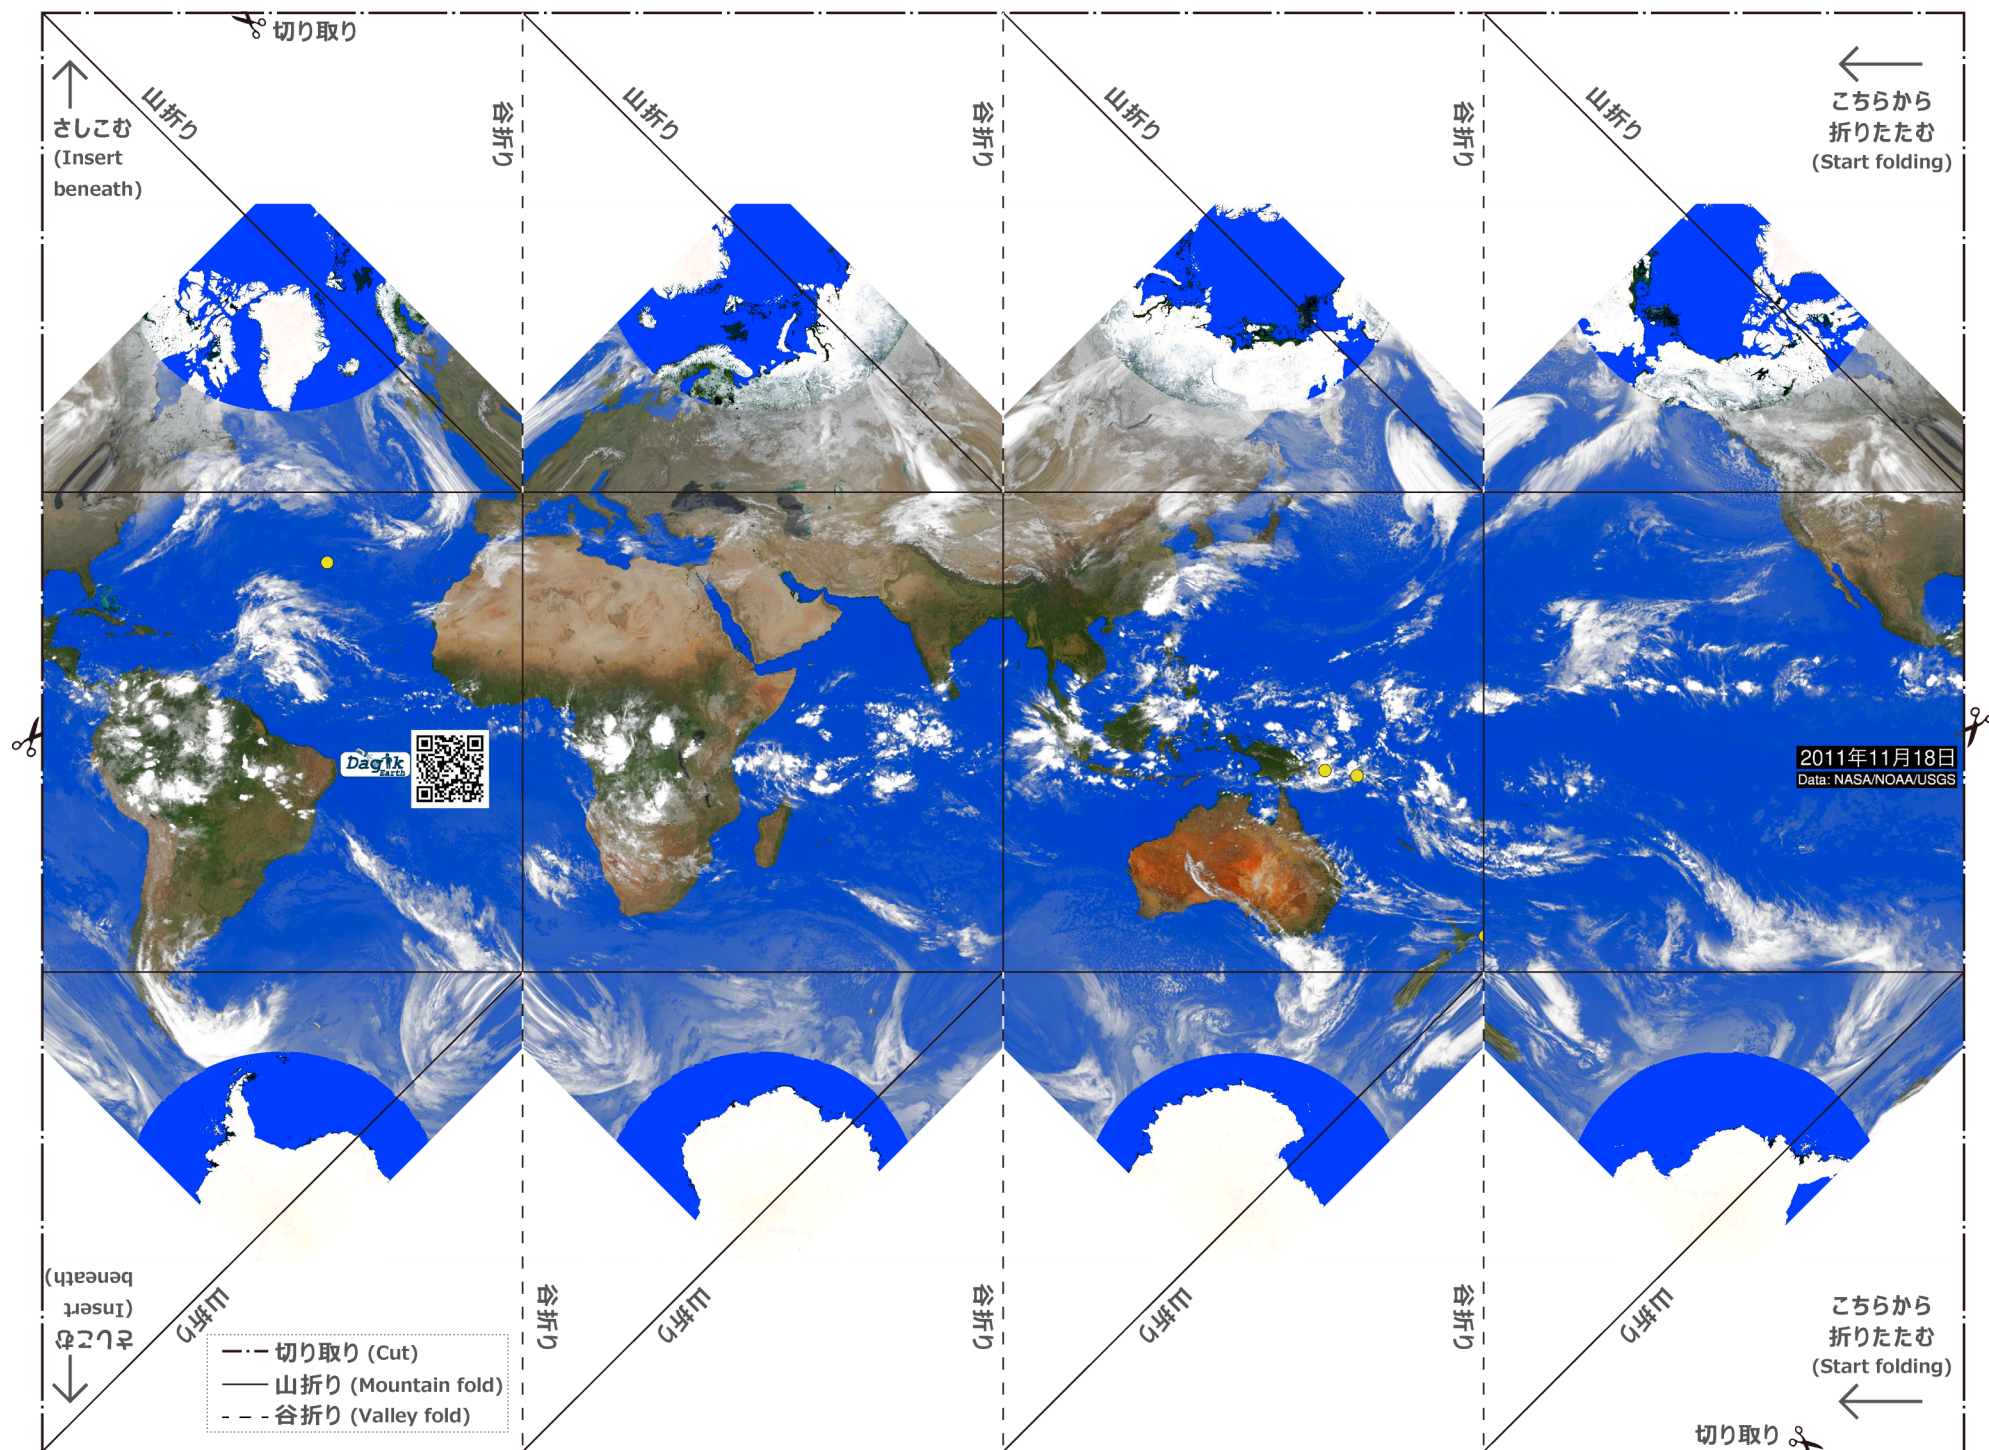 切り取り
山折り
谷折り
山折り
谷折り
山折り
谷折り
山折り
さしこむ
(Insert
beneath)
こちらから
折りたたむ
(Start folding)
Dagik
Earth
2011年11月18日
Data: NASA/NOAA/USGS
さしこむ
(Insert
beneath)
山折り
谷折り
山折り
谷折り
山折り
谷折り
山折り
切り取り (Cut)
山折り (Mountain fold)
谷折り (Valley fold)
こちらから
折りたたむ
(Start folding)
切り取り